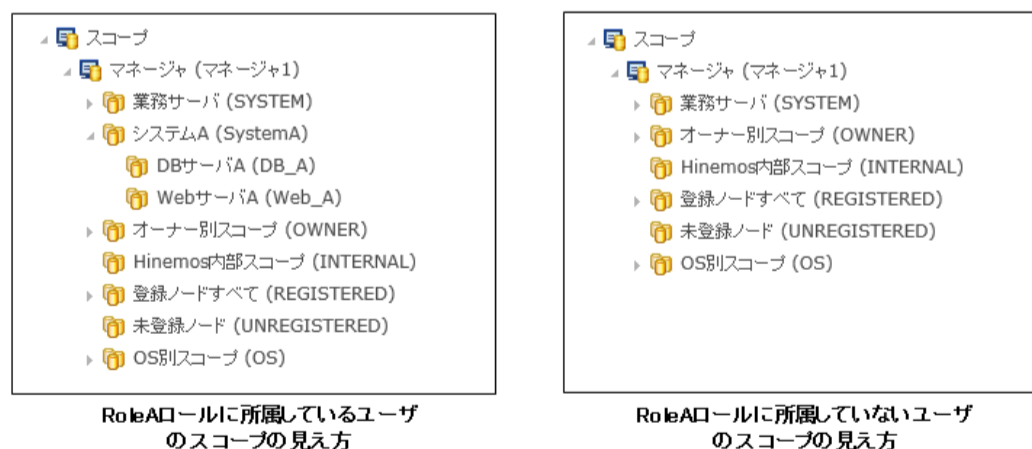 スコープ
マネージャ (マネージャ1)
業務サーバ (SYSTEM)
システムA (SystemA)
DBサーバA (DB_A)
WebサーバA (Web_A)
オーナー別スコープ (OWNER)
Hinemos内部スコープ (INTERNAL)
登録ノードすべて (REGISTERED)
未登録ノード (UNREGISTERED)
OS別スコープ (OS)
RoleAロールに所属しているユーザ
のスコープの見え方
スコープ
マネージャ (マネージャ1)
業務サーバ (SYSTEM)
オーナー別スコープ (OWNER)
Hinemos内部スコープ (INTERNAL)
登録ノードすべて (REGISTERED)
未登録ノード (UNREGISTERED)
OS別スコープ (OS)
RoleAロールに所属していないユーザ
のスコープの見え方